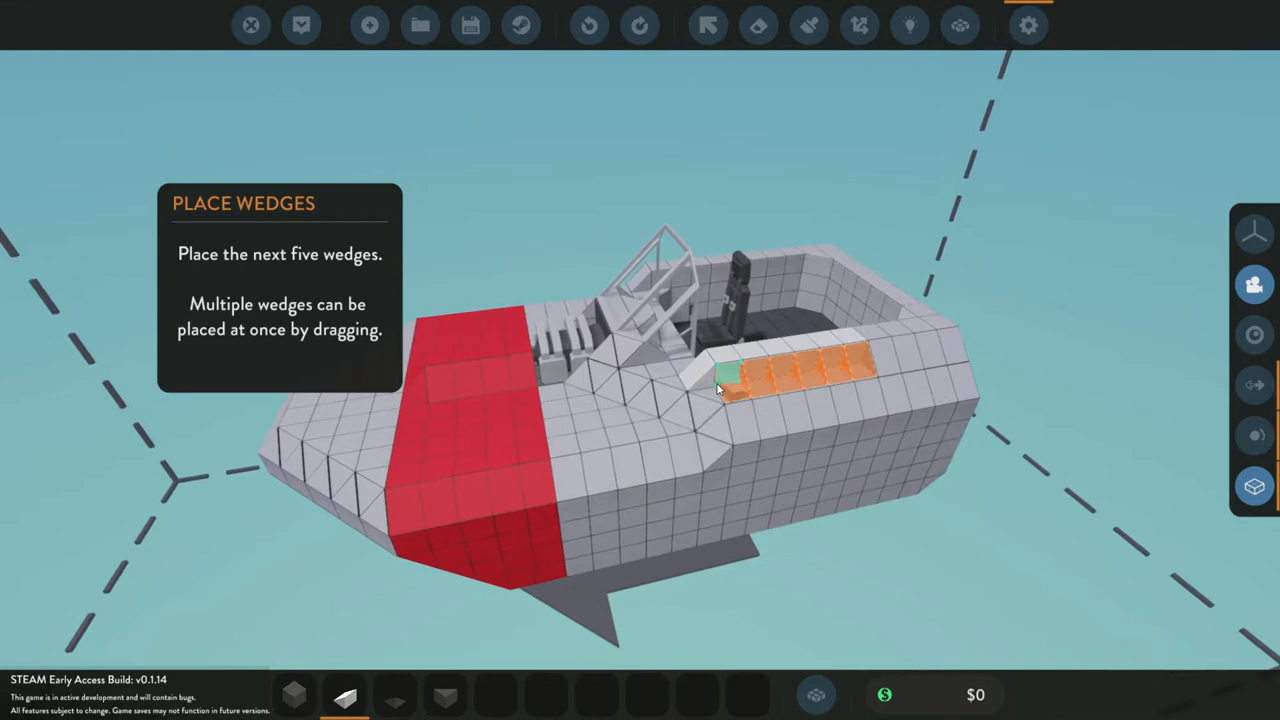 PLACE WEDGES
Place the next five wedges.
Multiple wedges can be
placed at once by dragging.
STEAM Early Access Build: v0.1.14
This game is in active development and will contain bugs.
All features subject to change. Game saves may not function in future versions.
$ $0